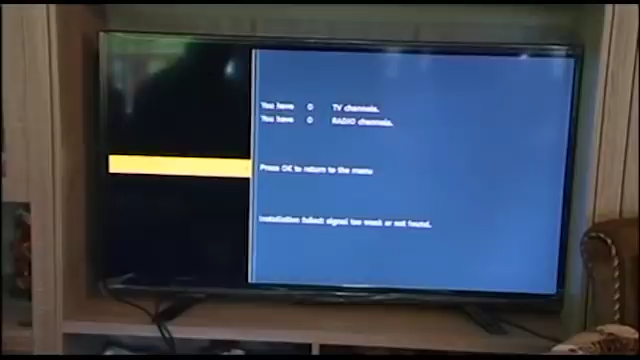 You have 0 TV channels.
You have 0 RADIO channels.
Press OK to return to the menu
Installation failed: signal too weak or not found.